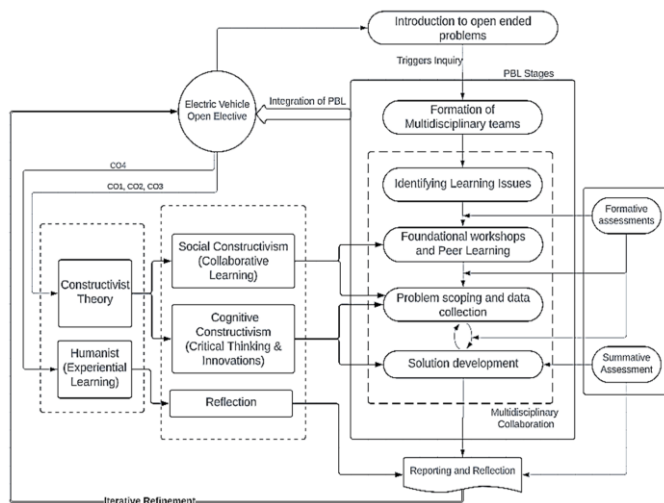 Introduction to open ended
problems
Triggers Inquiry
PBL Stages
Electric Vehicle
Open Elective
Integration of PBL
Formation of
Multidisciplinary teams
CO4
CO1, CO2, CO3
Identifying Learning Issues
Formative
assessments
Social Constructivism
(Collaborative
Learning)
Foundational workshops
and Peer Learning
Constructivist
Theory
Problem scoping and data
collection
Cognitive
Constructivism
(Critical Thinking &
Innovations)
Humanist
(Experiential
Learning)
Solution development
Summative
Assessment
Reflection
Multidisciplinary
Collaboration
Reporting and Reflection
Iterative Refinement